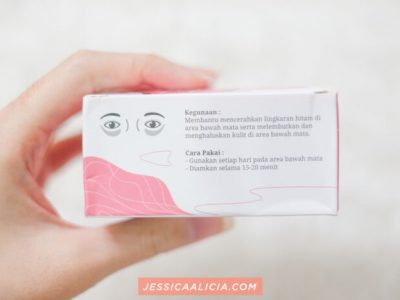 Kegunaan :
Membantu mencerahkan lingkaran hitam di
area bawah mata serta melembutkan dan
menghaluskan kulit di area bawah mata.
Cara Pakai :
- Gunakan setiap hari pada area bawah mata
- Diamkan selama 15-20 menit
JESSICAALICIA.COM